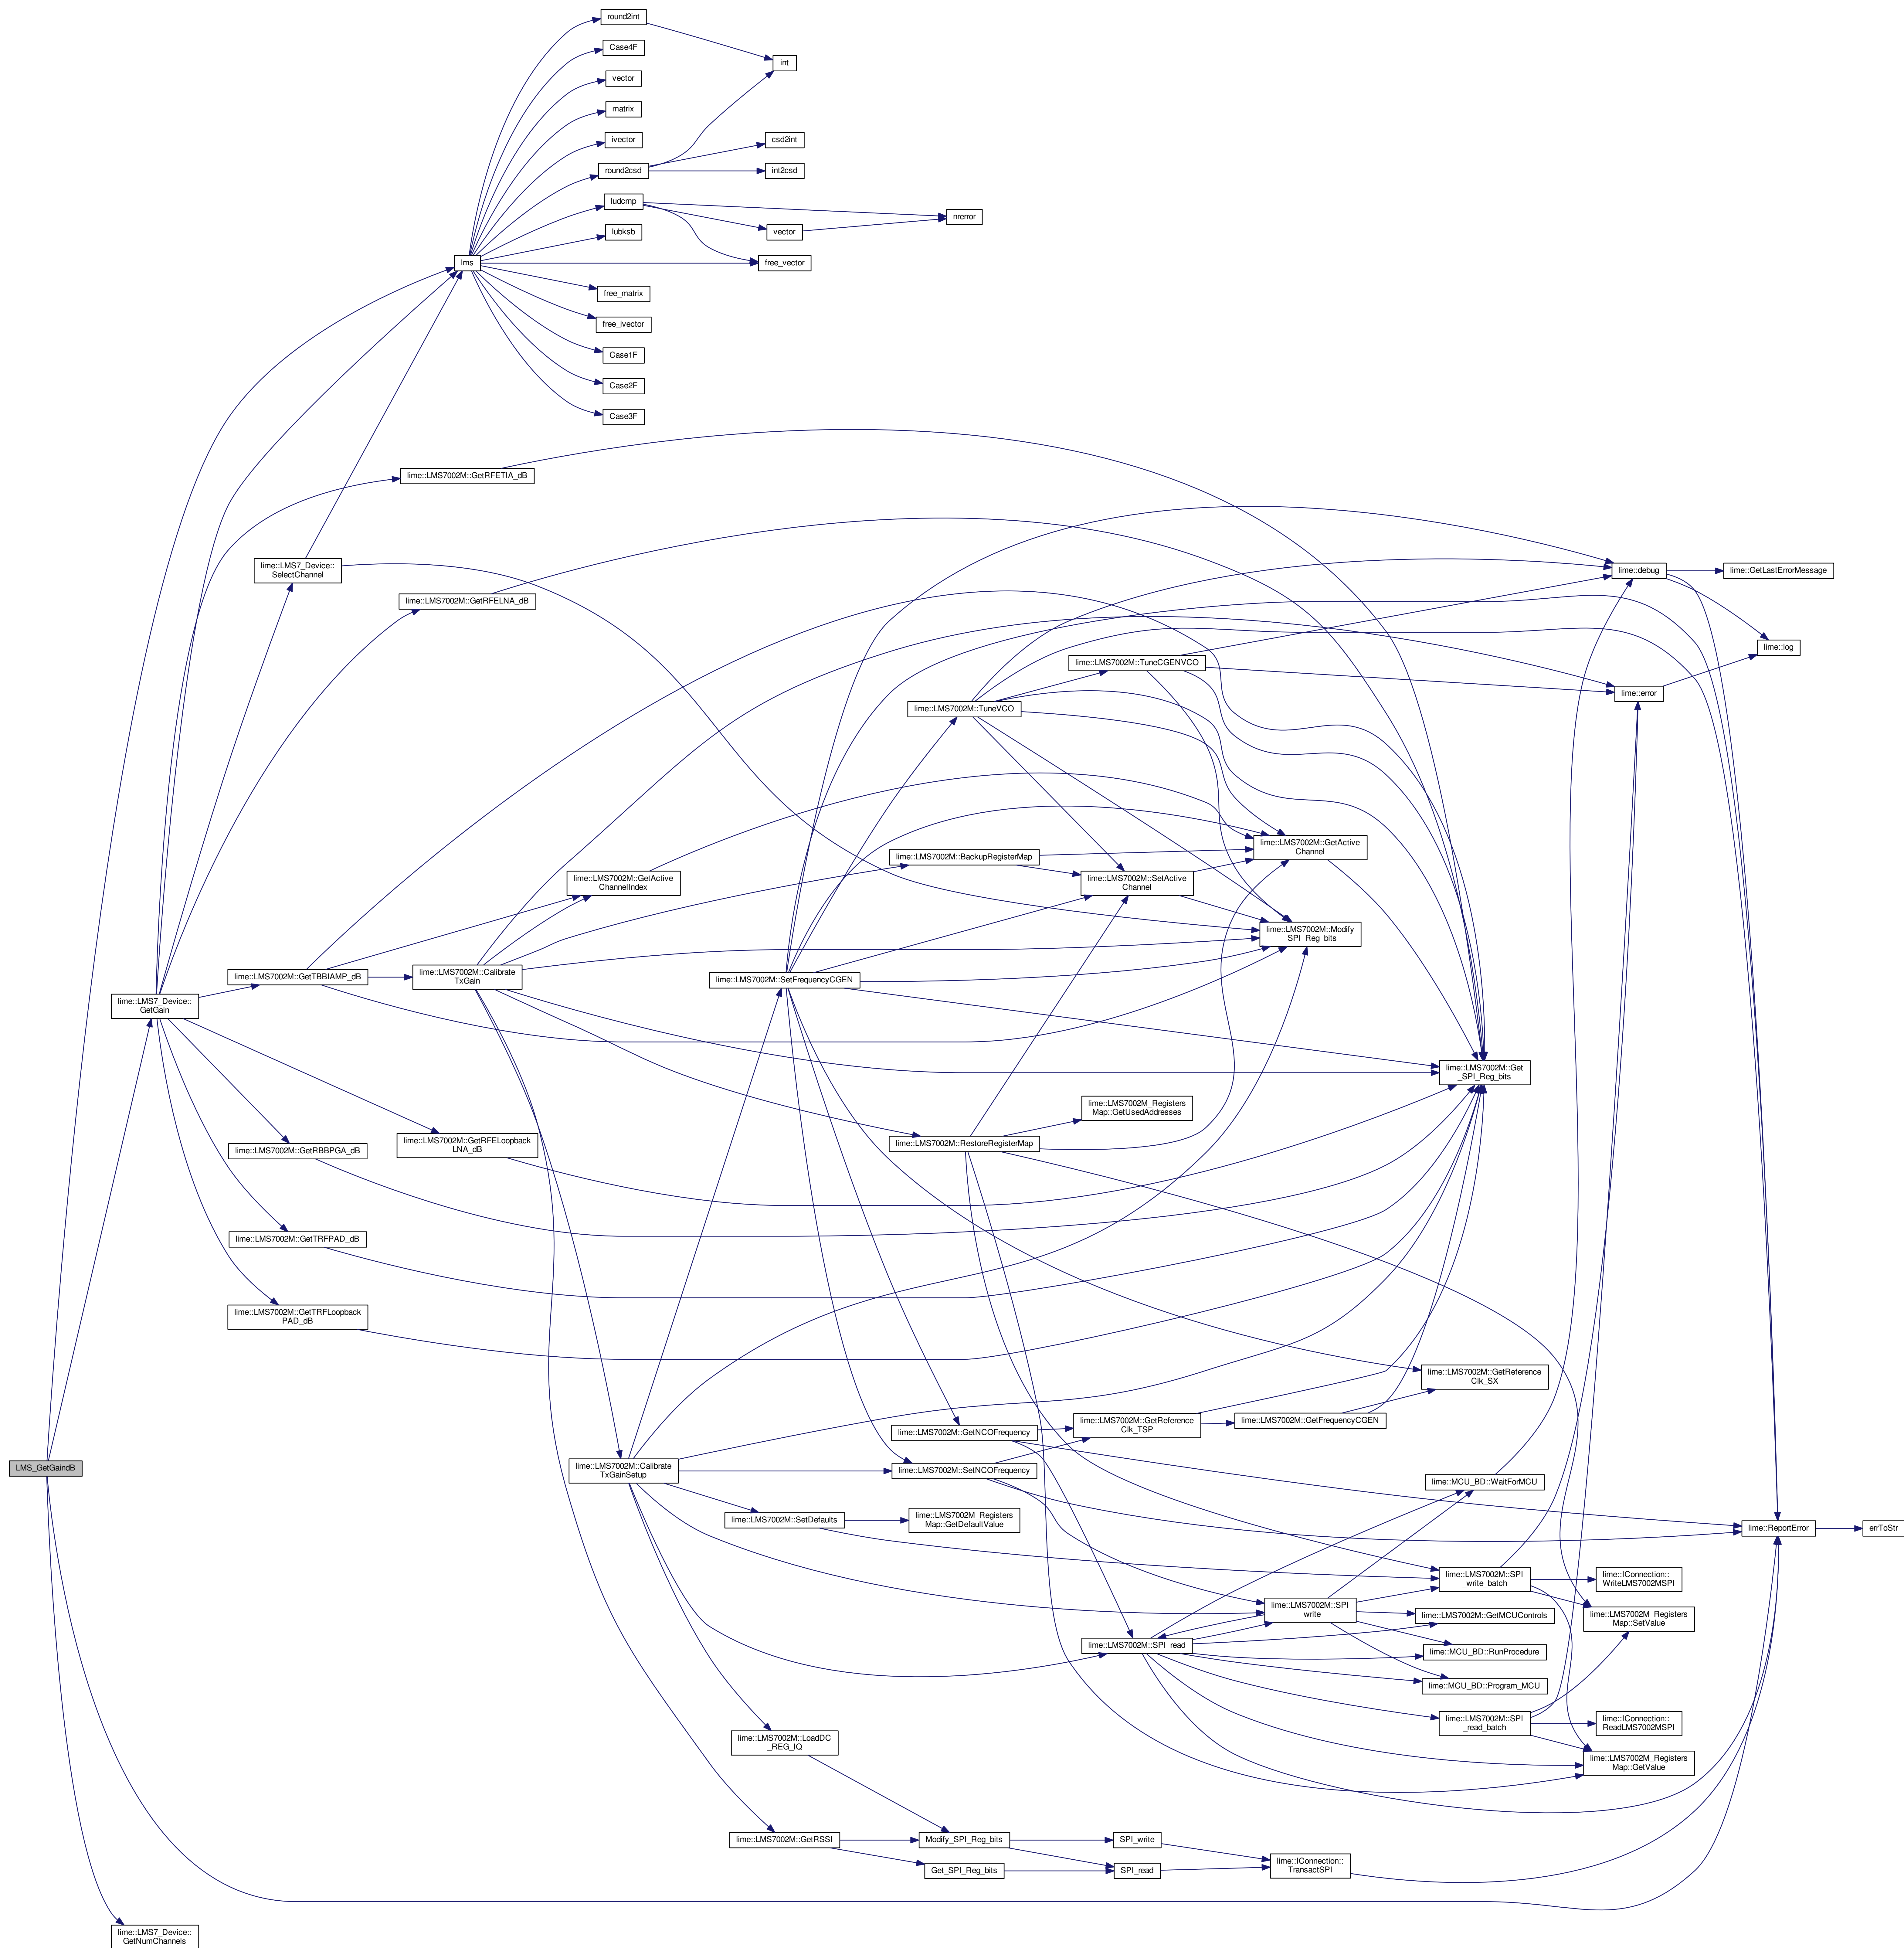 round2int
Case4F
int
vector
matrix
ivector
csd2int
round2csd
int2csd
ludcmp
nrerror
lubksb
vector
lms
free_vector
free_matrix
free_ivector
Case1F
Case2F
Case3F
lime::LMS7002M::GetRFETIA_dB
lime::LMS7_Device::
SelectChannel
lime::debug
lime::GetLastErrorMessage
lime::LMS7002M::GetRFELNA_dB
lime::log
lime::LMS7002M::TuneCGENVCO
lime::error
lime::LMS7002M::TuneVCO
lime::LMS7002M::GetActive
Channel
lime::LMS7002M::BackupRegisterMap
lime::LMS7002M::GetActive
ChannelIndex
lime::LMS7002M::SetActive
Channel
lime::LMS7002M::Modify
_SPI_Reg_bits
lime::LMS7002M::GetTBBIAMP_dB
lime::LMS7002M::Calibrate
TxGain
lime::LMS7002M::SetFrequencyCGEN
lime::LMS7_Device::
GetGain
lime::LMS7002M::Get
_SPI_Reg_bits
lime::LMS7002M_Registers
Map::GetUsedAddresses
lime::LMS7002M::RestoreRegisterMap
lime::LMS7002M::GetRFELoopback
LNA_dB
lime::LMS7002M::GetRBBPGA_dB
lime::LMS7002M::GetTRFPAD_dB
lime::LMS7002M::GetTRFLoopback
PAD_dB
lime::LMS7002M::GetReference
Clk_SX
lime::LMS7002M::GetReference
Clk_TSP
lime::LMS7002M::GetFrequencyCGEN
lime::LMS7002M::GetNCOFrequency
LMS_GetGaindB
lime::LMS7002M::Calibrate
TxGainSetup
lime::LMS7002M::SetNCOFrequency
lime::MCU_BD::WaitForMCU
lime::LMS7002M::SetDefaults
lime::LMS7002M_Registers
Map::GetDefaultValue
lime::ReportError
errToStr
lime::LMS7002M::SPI
_write_batch
lime::IConnection::
WriteLMS7002MSPI
lime::LMS7002M::SPI
_write
lime::LMS7002M::GetMCUControls
lime::LMS7002M_Registers
Map::SetValue
lime::LMS7002M::SPI_read
lime::MCU_BD::RunProcedure
lime::MCU_BD::Program_MCU
lime::LMS7002M::SPI
_read_batch
lime::IConnection::
ReadLMS7002MSPI
lime::LMS7002M::LoadDC
_REG_IQ
lime::LMS7002M_Registers
Map::GetValue
lime::LMS7002M::GetRSSI
Modify_SPI_Reg_bits
SPI_write
Get_SPI_Reg_bits
SPI_read
lime::IConnection::
TransactSPI
lime::LMS7_Device::
GetNumChannels